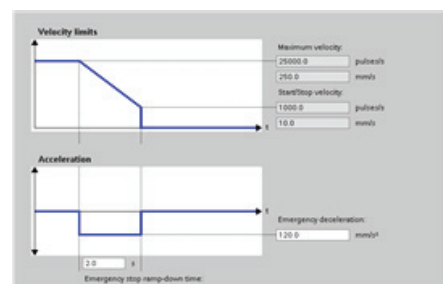 Velocity limits
Maximum velocity:
25000.0 pulses/s
250.0 mm/s
Start/Stop velocity:
1000.0 pulses/s
10.0 mm/s
t
Acceleration
t
Emergency deceleration:
120.0 mm/s²
2.0 s
Emergency stop ramp-down time: